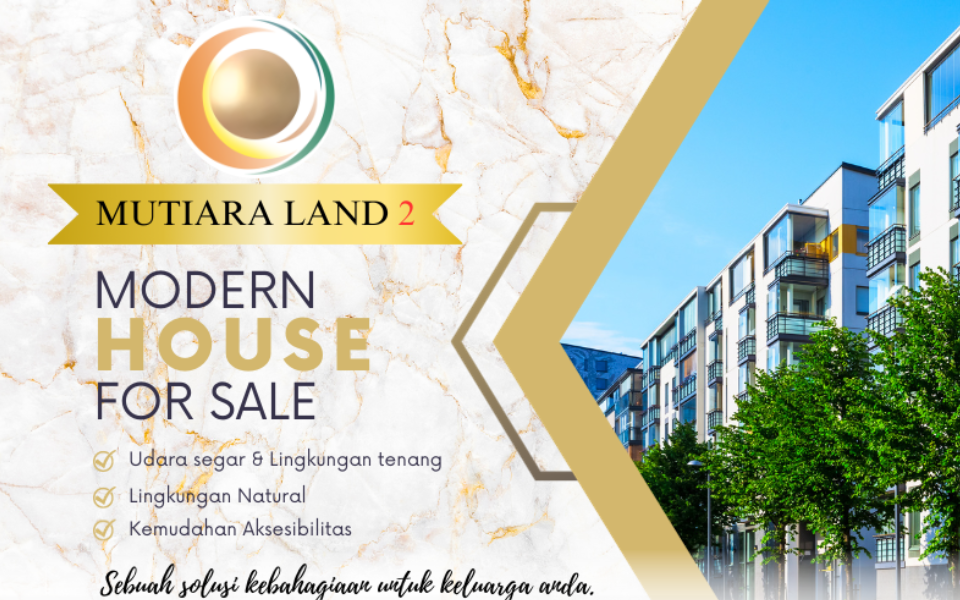 MUTIARA LAND 2
MODERN
HOUSE
FOR SALE
Udara segar & Lingkungan tenang
Lingkungan Natural
Kemudahan Aksesibilitas
Sebuah solusi kebahagiaan untuk keluarga anda.